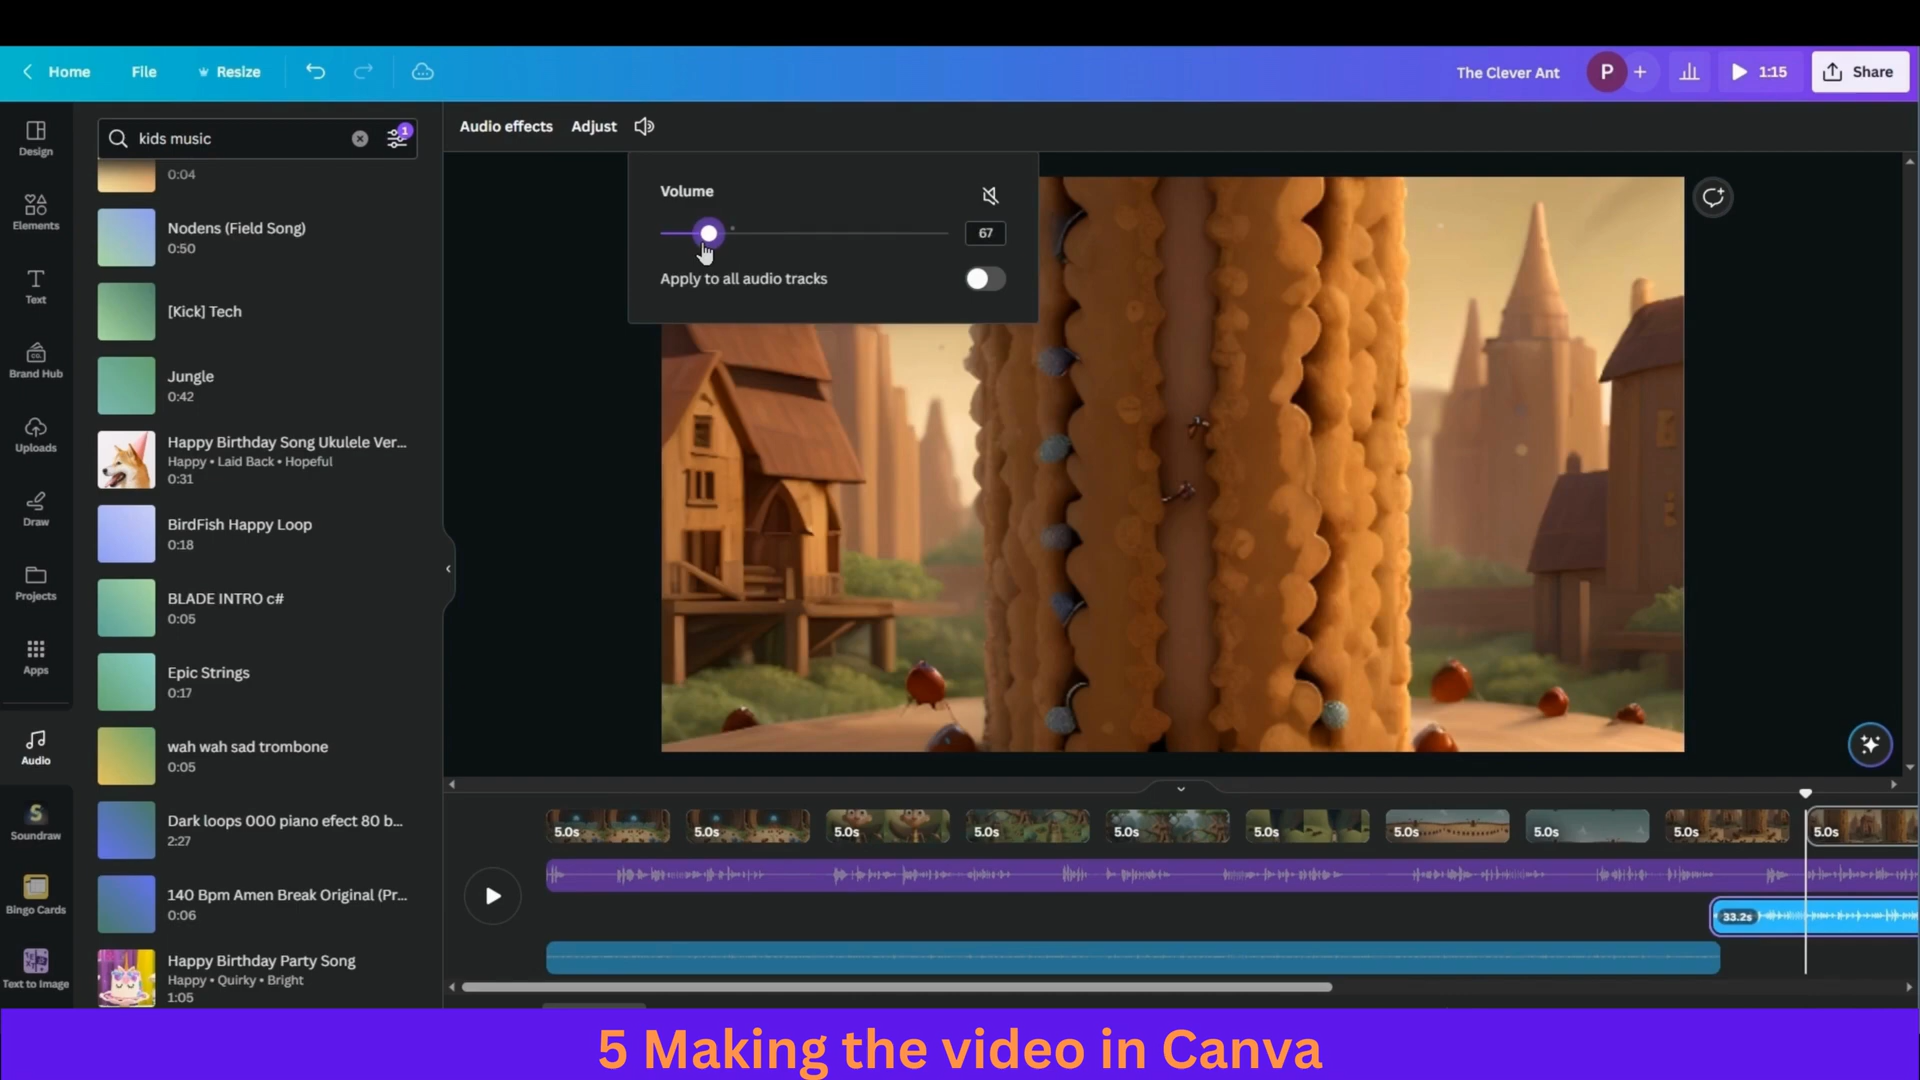 Home
File
Resize
The Clever Ant
P
1:15
Share
Design
Elements
Text
Brand Hub
Uploads
Draw
Projects
Apps
Audio
Soundraw
Bingo Cards
Text to Image
kids music
1
0:04
Nodens (Field Song)
0:50
[Kick] Tech
Jungle
0:42
Happy Birthday Song Ukulele Ver...
Happy • Laid Back • Hopeful
0:31
BirdFish Happy Loop
0:18
BLADE INTRO c#
0:05
Epic Strings
0:17
wah wah sad trombone
0:05
Dark loops 000 piano efect 80 b...
2:27
140 Bpm Amen Break Original (Pr...
0:06
Happy Birthday Party Song
Happy • Quirky • Bright
1:05
Audio effects
Adjust
Volume
67
Apply to all audio tracks
5.0s
5.0s
5.0s
5.0s
5.0s
5.0s
5.0s
5.0s
5.0s
5.0s
33.2s
5 Making the video in Canva